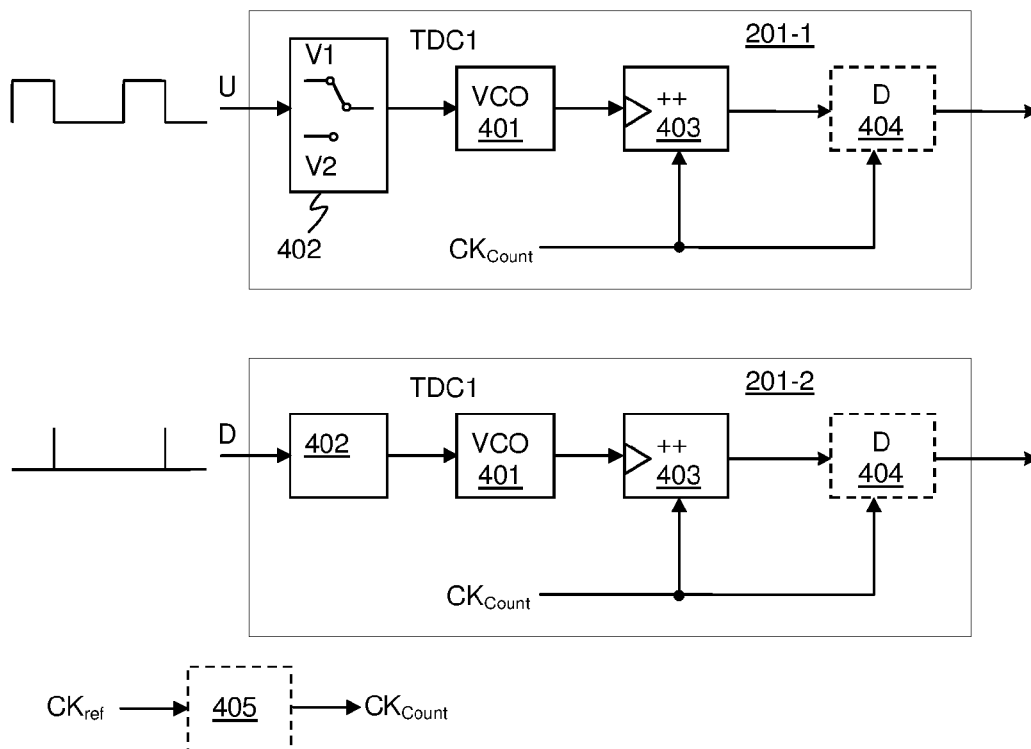 TDC1
201-1
V1
V2
402
U
VCO
401
++
403
D
404
CKCount
TDC1
201-2
D
402
VCO
401
++
403
D
404
CKCount
CKref
405
CKCount